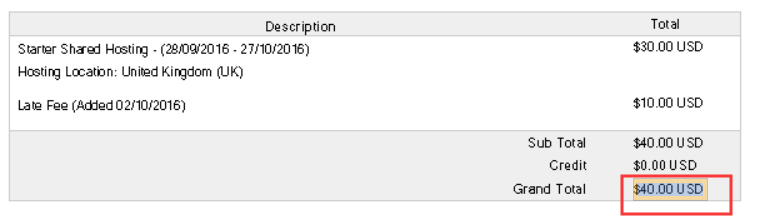 Description Total
Starter Shared Hosting - (28/09/2016 - 27/10/2016) $30.00 USD
Hosting Location: United Kingdom (UK)
Late Fee (Added 02/10/2016) $10.00 USD
Sub Total $40.00 USD
Credit $0.00 USD
Grand Total $40.00 USD